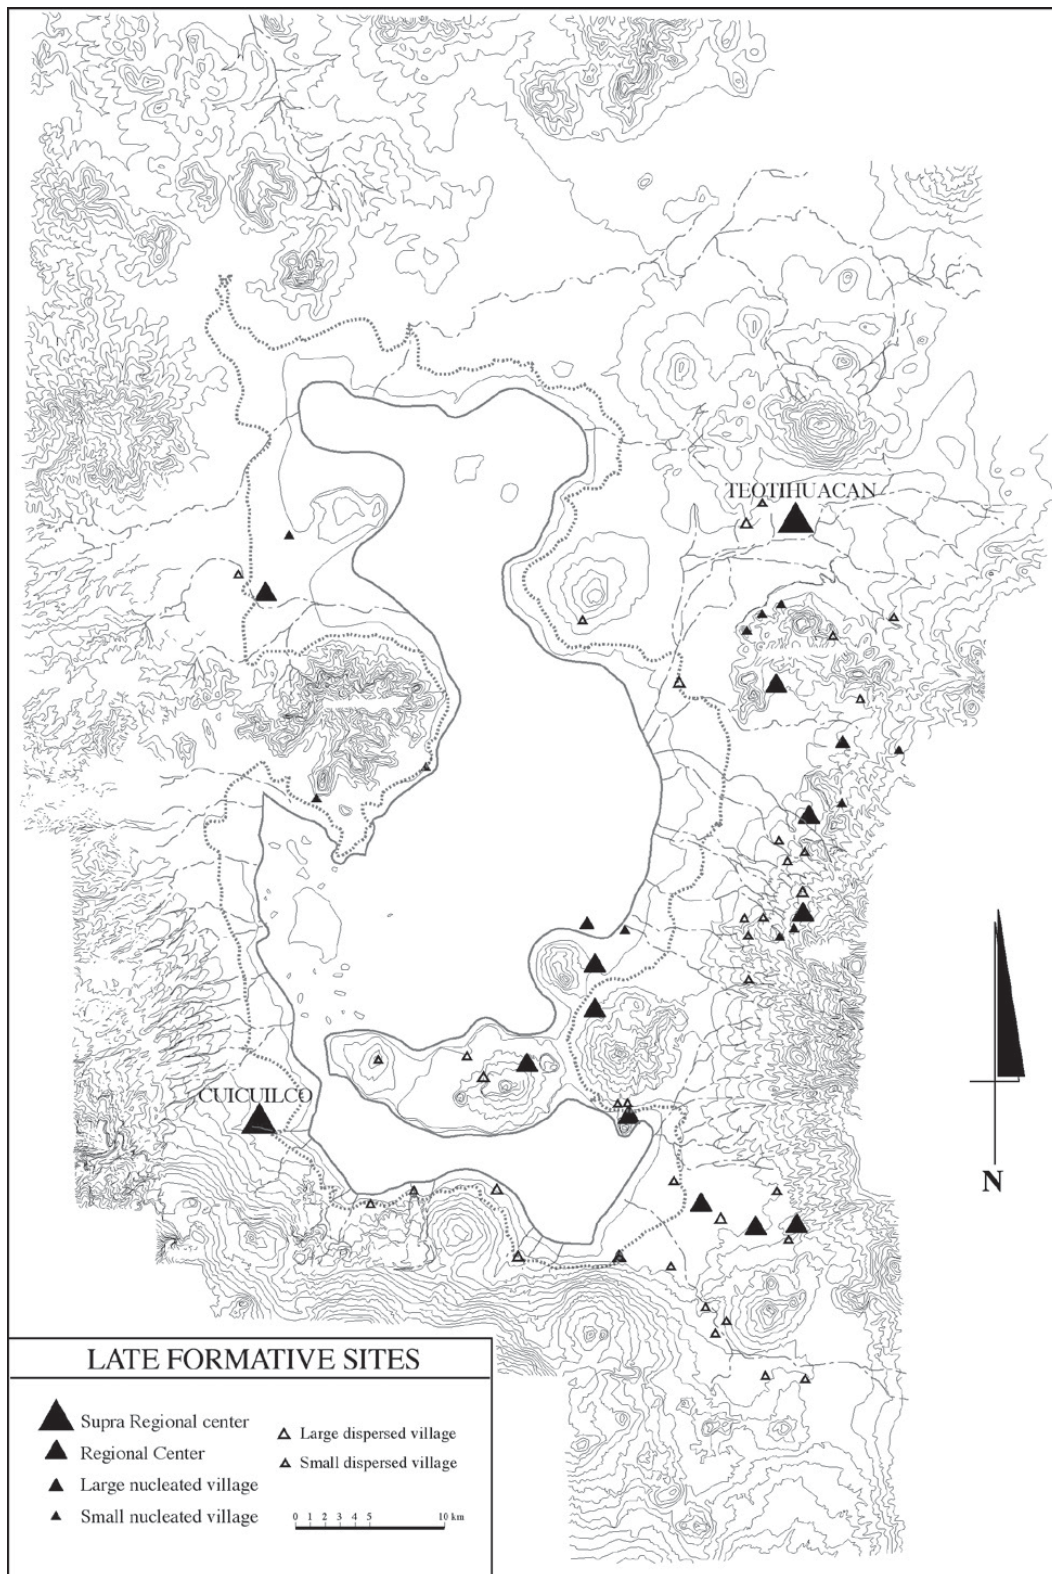 TEOTIHUACAN
CUICUILCO
N
LATE FORMATIVE SITES
Supra Regional center
Regional Center
Large nucleated village
Small nucleated village
Large dispersed village
Small dispersed village
0 1 2 3 4 5 10 km